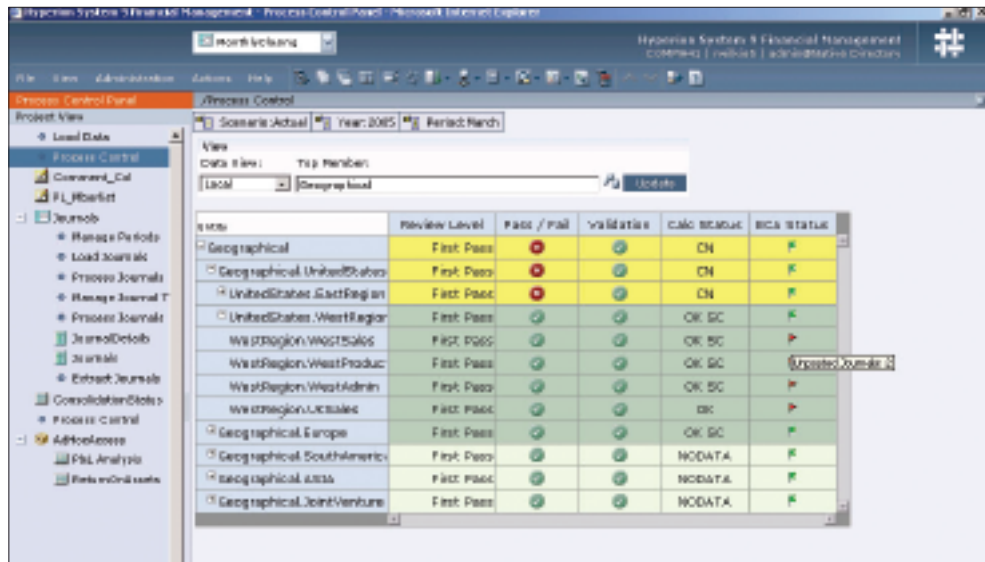 Hyperion System 9 Financial Management - Process Control Panel - Microsoft Internet Explorer
Hyperion System 9 Financial Management
File View Administration Actions Help
Process Control Panel
/Process Control
Project View
Scenario: Actual Year: 2005 Period: March
Load Data
View
Process Control
Data View: Top Member:
Local Geographical Update
Journals
Entity Review Level Pass / Fail Validation Calc Status
Manage Periods
Geographical First Pass CN
Load Journals
Geographical.UnitedStates First Pass CN
Process Journals
UnitedStates.EastRegion First Pass CN
Manage Journal T
UnitedStates.WestRegion First Pass OK SC
Process Journals
WestRegion.WestSales First Pass OK SC
JournalDetails
WestRegion.WestProduc First Pass OK SC
Journals
Extract Journals
WestRegion.WestAdmin First Pass OK SC
ConsolidationStatus
WestRegion.UKSales First Pass OK
Process Control
Geographical.Europe First Pass OK SC
AdHocAccess
Geographical.SouthAmeric First Pass NODATA
P&L Analysis
Geographical.ASIA First Pass NODATA
ReturnOnAssets
Geographical.JointVenture First Pass NODATA